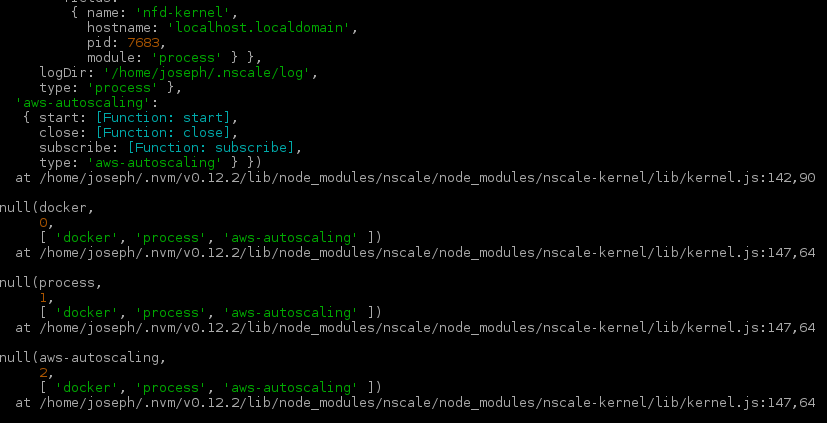 { name: 'nfd-kernel',
hostname: 'localhost.localdomain',
pid: 7683,
module: 'process' } },
logDir: '/home/joseph/.nscale/log',
type: 'process' },
'aws-autoscaling':
{ start: [Function: start],
close: [Function: close],
subscribe: [Function: subscribe],
type: 'aws-autoscaling' } })
at /home/joseph/.nvm/v0.12.2/lib/node_modules/nscale/node_modules/nscale-kernel/lib/kernel.js:142,90
null(docker,
0,
[ 'docker', 'process', 'aws-autoscaling' ])
at /home/joseph/.nvm/v0.12.2/lib/node_modules/nscale/node_modules/nscale-kernel/lib/kernel.js:147,64
null(process,
1,
[ 'docker', 'process', 'aws-autoscaling' ])
at /home/joseph/.nvm/v0.12.2/lib/node_modules/nscale/node_modules/nscale-kernel/lib/kernel.js:147,64
null(aws-autoscaling,
2,
[ 'docker', 'process', 'aws-autoscaling' ])
at /home/joseph/.nvm/v0.12.2/lib/node_modules/nscale/node_modules/nscale-kernel/lib/kernel.js:147,64